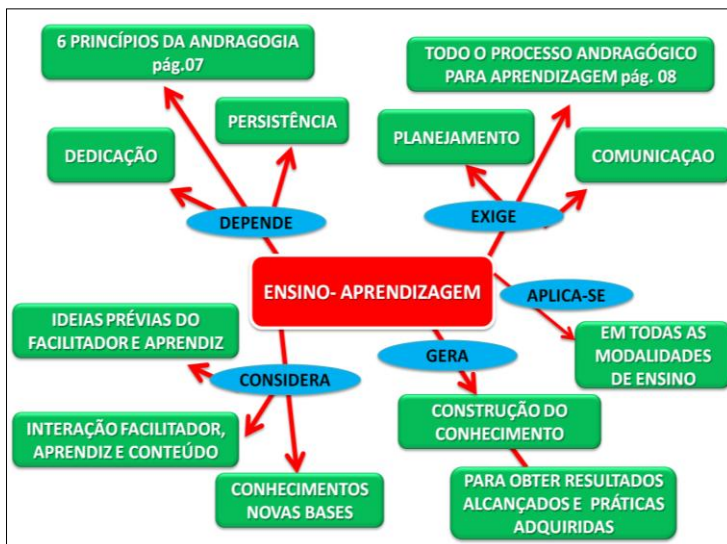 6 PRINCÍPIOS DA ANDRAGOGIA
pág.07
TODO O PROCESSO ANDRAGÓGICO
PARA APRENDIZAGEM pág. 08
PERSISTÊNCIA
PLANEJAMENTO
DEDICAÇÃO
COMUNICAÇAO
DEPENDE
EXIGE
ENSINO- APRENDIZAGEM
APLICA-SE
IDEIAS PRÉVIAS DO
FACILITADOR E APRENDIZ
EM TODAS AS
MODALIDADES
DE ENSINO
GERA
CONSIDERA
CONSTRUÇÃO DO
CONHECIMENTO
INTERAÇÃO FACILITADOR,
APRENDIZ E CONTEÚDO
CONHECIMENTOS
NOVAS BASES
PARA OBTER RESULTADOS
ALCANÇADOS E PRÁTICAS
ADQUIRIDAS